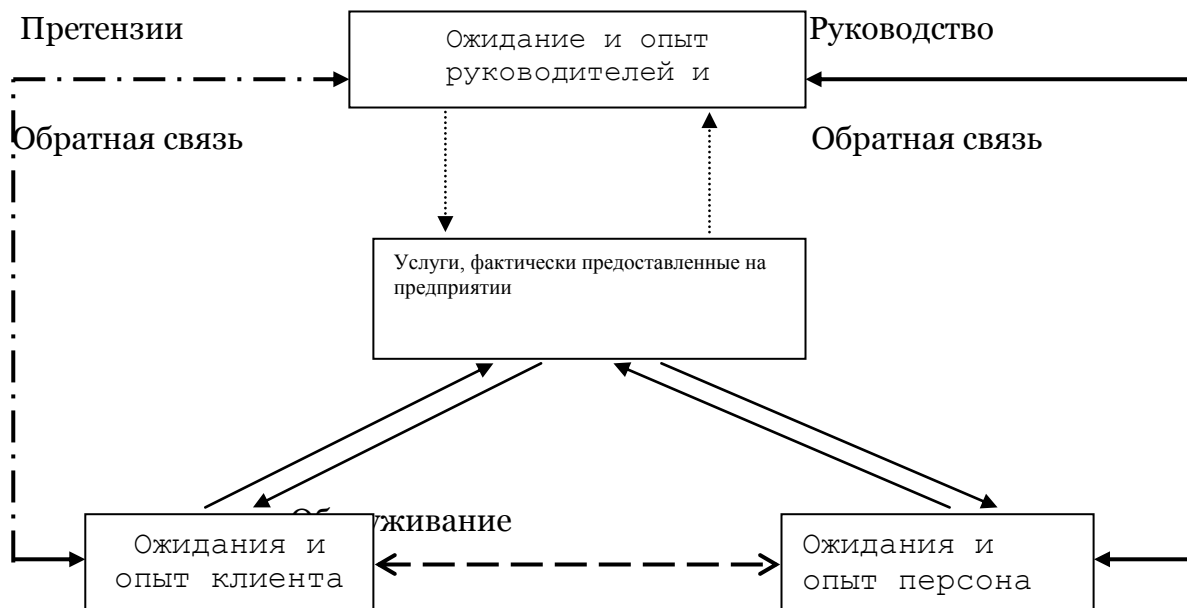 Претензии
Ожидание и опыт
руководителей и
Руководство
Обратная связь
Обратная связь
Услуги, фактически предоставленные на
предприятии
Ожидания и
опыт клиента
Ожидания и
опыт персона